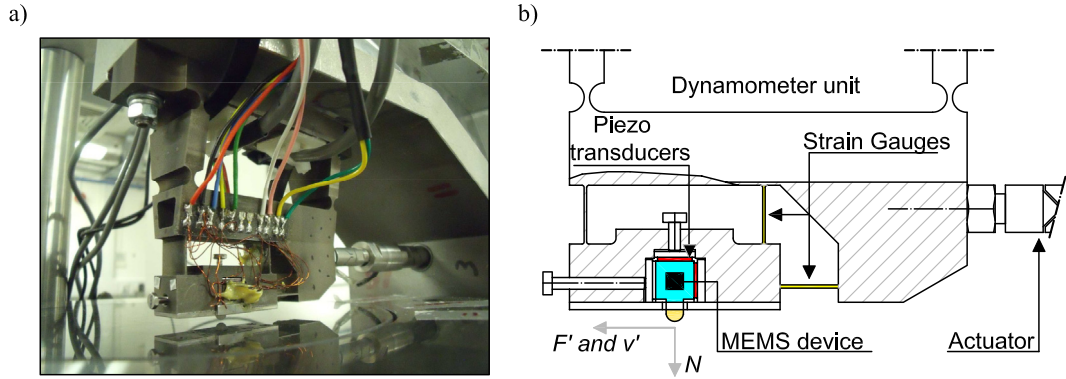 a)
b)
Dynamometer unit
Piezo
transducers
Strain Gauges
F' and v'
N
MEMS device
Actuator